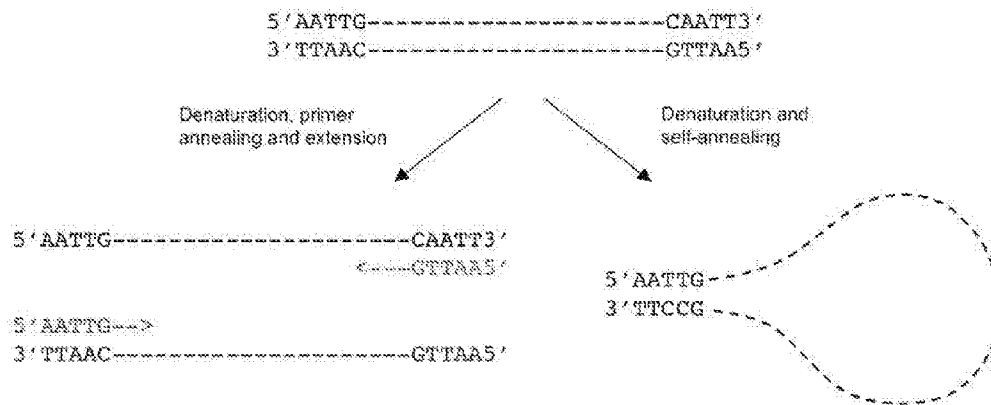 5'AATTG----------------------CAATT3'
3'TTAAC----------------------GTTAA5'
Denaturation, primer
annealing and extension
Denaturation and
self-annealing
5'AATTG----------------------CAATT3'
<---GTTAA5'
5'AATTG-->
3'TTAAC----------------------GTTAA5'
5'AATTG
3'TTCCG